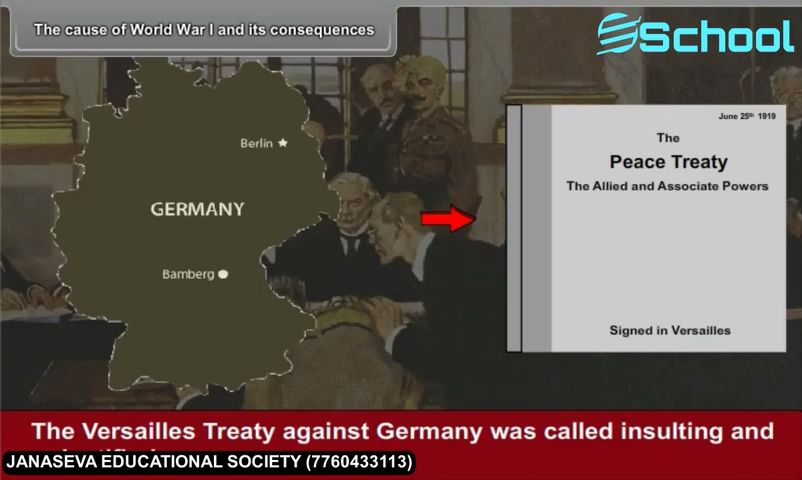 The cause of World War I and its consequences
School
Berlin
GERMANY
Bamberg
June 25th 1919
The
Peace Treaty
The Allied and Associate Powers
Signed in Versailles
The Versailles Treaty against Germany was called insulting and
JANASEVA EDUCATIONAL SOCIETY (7760433113)